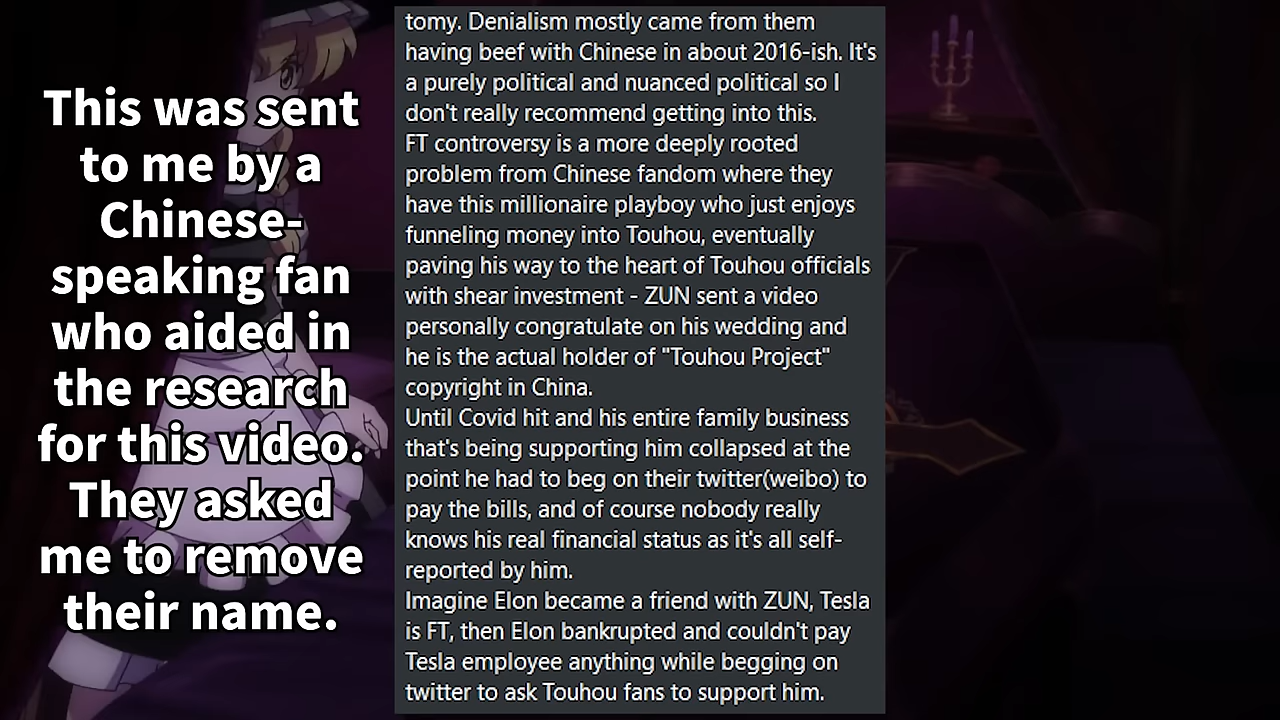 This was sent
to me by a
Chinese-
speaking fan
who aided in
the research
for this video.
They asked
me to remove
their name.
tomy. Denialism mostly came from them
having beef with Chinese in about 2016-ish. It's
a purely political and nuanced political so I
don't really recommend getting into this.
FT controversy is a more deeply rooted
problem from Chinese fandom where they
have this millionaire playboy who just enjoys
funneling money into Touhou, eventually
paving his way to the heart of Touhou officials
with shear investment - ZUN sent a video
personally congratulate on his wedding and
he is the actual holder of "Touhou Project"
copyright in China.
Until Covid hit and his entire family business
that's being supporting him collapsed at the
point he had to beg on their twitter(weibo) to
pay the bills, and of course nobody really
knows his real financial status as it's all self-
reported by him.
Imagine Elon became a friend with ZUN, Tesla
is FT, then Elon bankrupted and couldn't pay
Tesla employee anything while begging on
twitter to ask Touhou fans to support him.